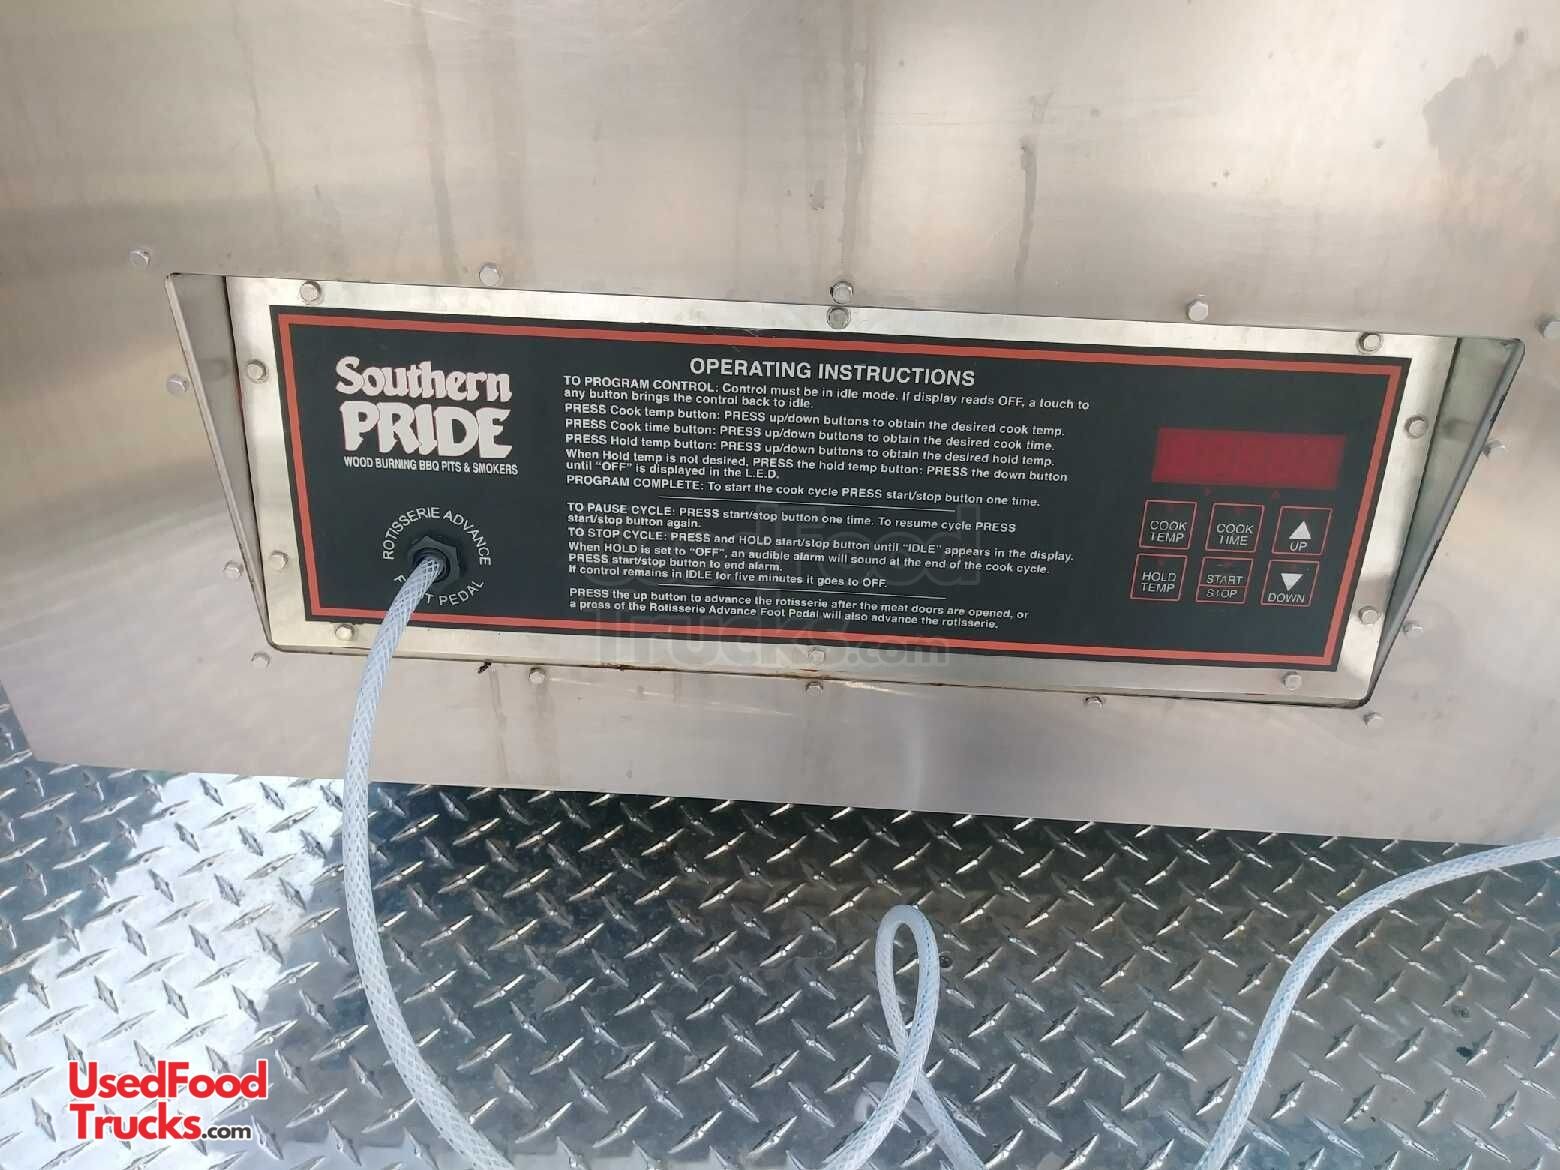 Southern
PRIDE
WOOD BURNING BBQ PITS & SMOKERS
ROTISSERIE ADVANCE
PEDAL
OPERATING INSTRUCTIONS
TO PROGRAM CONTROL: Control must be in idle mode. If display reads OFF, a touch to
any button brings the control back to idle.
PRESS Cook temp button: PRESS up/down buttons to obtain the desired cook temp.
PRESS Cook time button: PRESS up/down buttons to obtain the desired cook time.
PRESS Hold temp button: PRESS up/down buttons to obtain the desired hold temp.
When Hold temp is not desired, PRESS the hold temp button: PRESS the down button
until "OFF" is displayed in the L.E.D.
PROGRAM COMPLETE: To start the cook cycle PRESS start/stop button one time.
TO PAUSE CYCLE: PRESS start/stop button one time. To resume cycle PRESS
start/stop button again.
TO STOP CYCLE: PRESS and HOLD start/stop button until "IDLE" appears in the display.
When HOLD is set to "OFF", an audible alarm will sound at the end of the cook cycle.
PRESS start/stop button to end alarm.
If control remains in IDLE for five minutes it goes to OFF.
PRESS the up button to advance the rotisserie after the meat doors are opened, or
a press of the Rotisserie Advance Foot Pedal will also advance the rotisserie.
COOK
TEMP
COOK
TIME
UP
HOLD
TEMP
START
STOP
DOWN
UsedFood
Trucks.com
UsedFood
Trucks.com